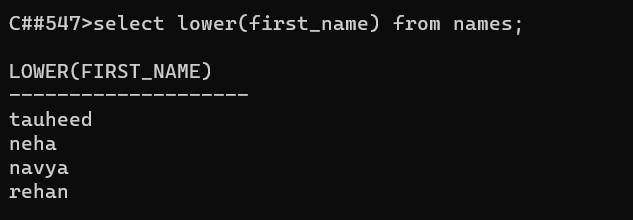 C##547>select lower(first_name) from names;
LOWER(FIRST_NAME)
--------------------
tauheed
neha
navya
rehan